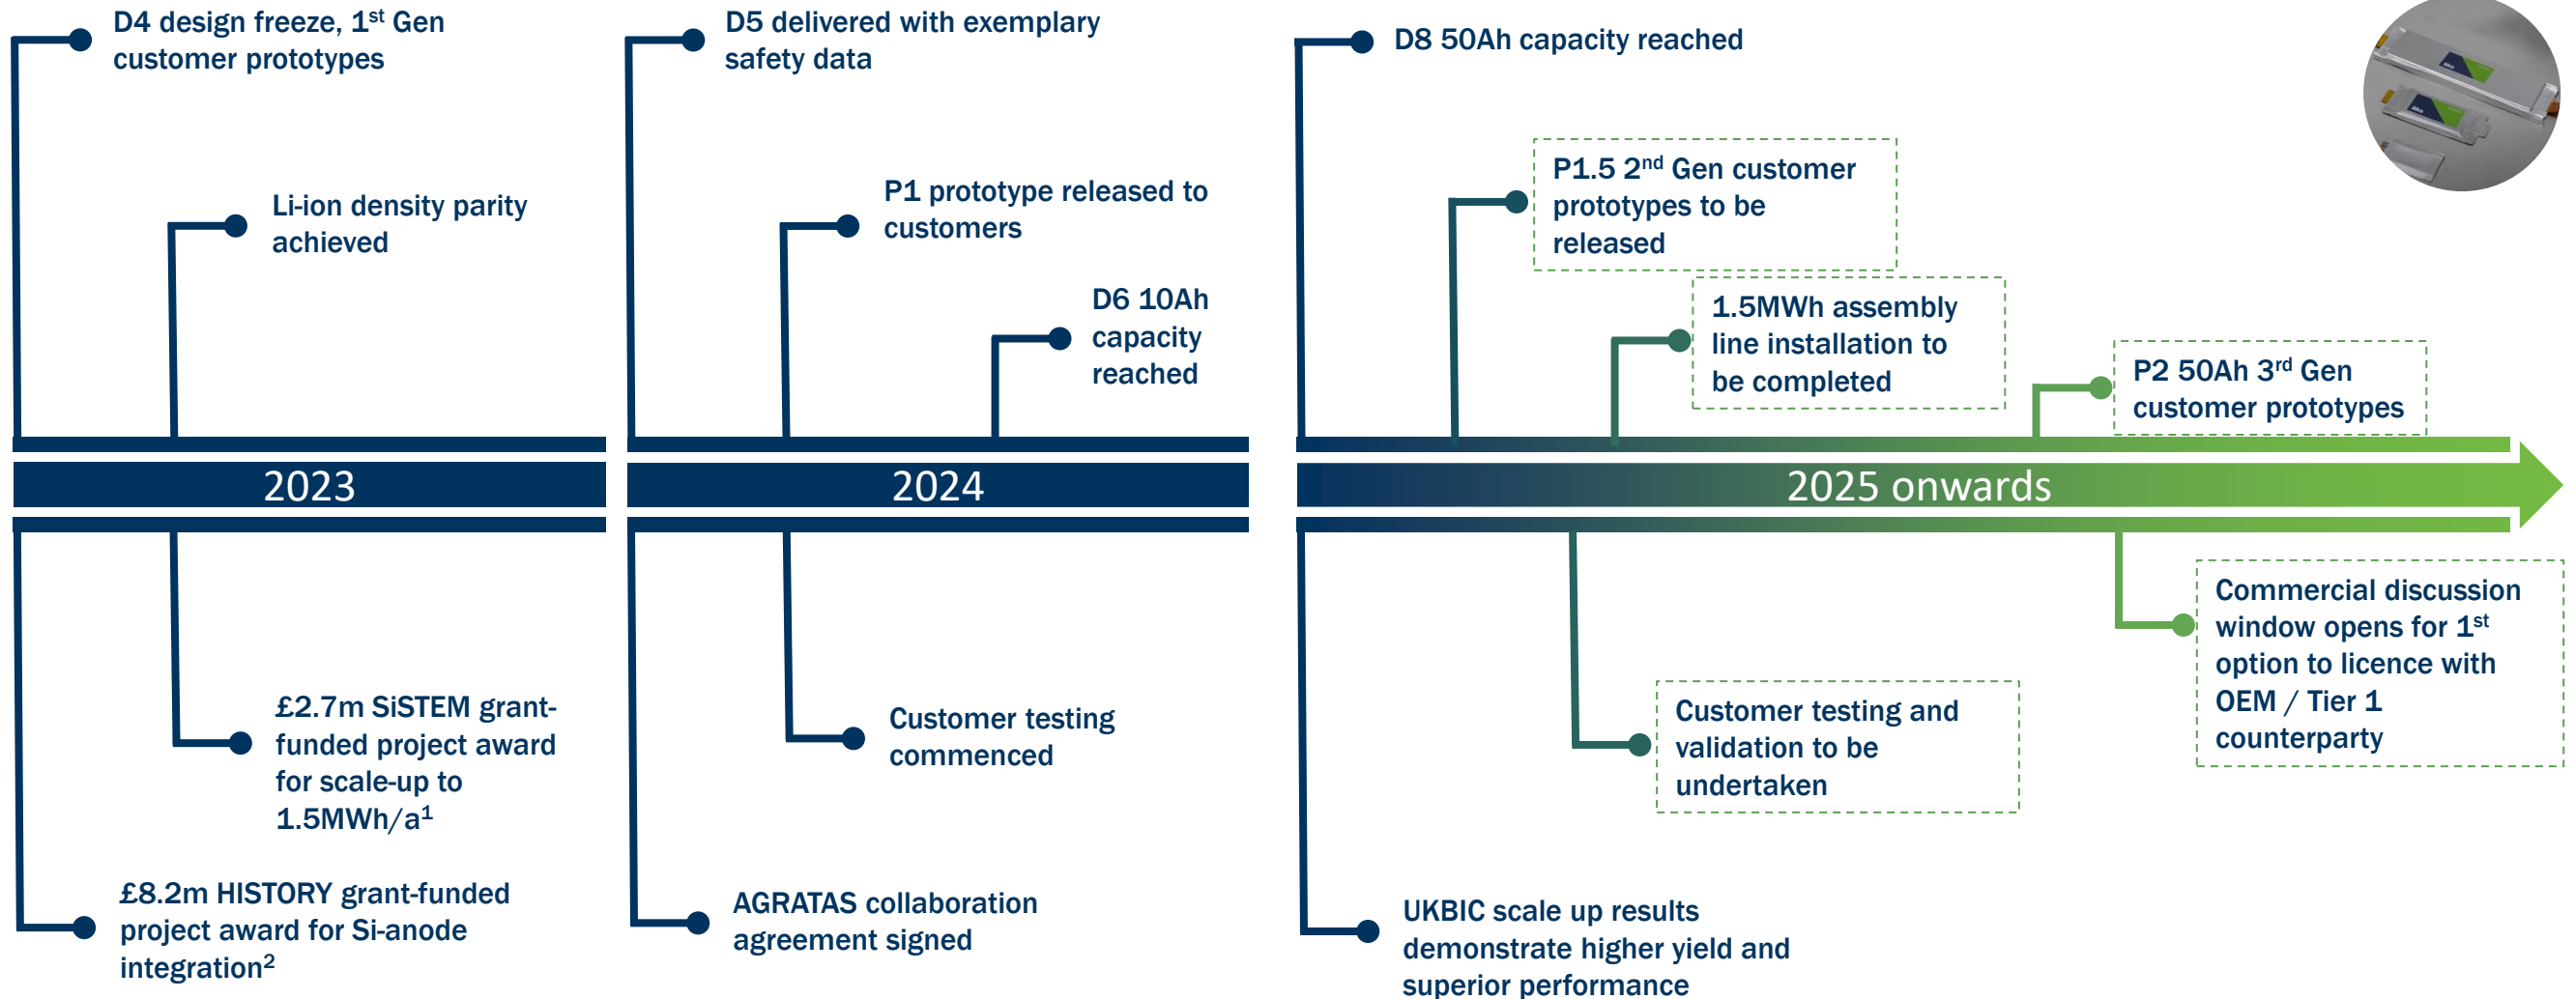 D4 design freeze, 1st Gen
customer prototypes
Li-ion density parity
achieved
D5 delivered with exemplary
safety data
P1 prototype released to
customers
D6 10Ah
capacity
reached
D8 50Ah capacity reached
P1.5 2nd Gen customer
prototypes to be
released
1.5MWh assembly
line installation to
be completed
P2 50Ah 3rd Gen
customer prototypes
2023
2024
2025 onwards
£2.7m SiSTEM grant-
funded project award
for scale-up to
1.5MWh/a1
£8.2m HISTORY grant-funded
project award for Si-anode
integration2
Customer testing
commenced
AGRATAS collaboration
agreement signed
Customer testing and
validation to be
undertaken
UKBIC scale up results
demonstrate higher yield and
superior performance
Commercial discussion
window opens for 1st
option to licence with
OEM / Tier 1
counterparty